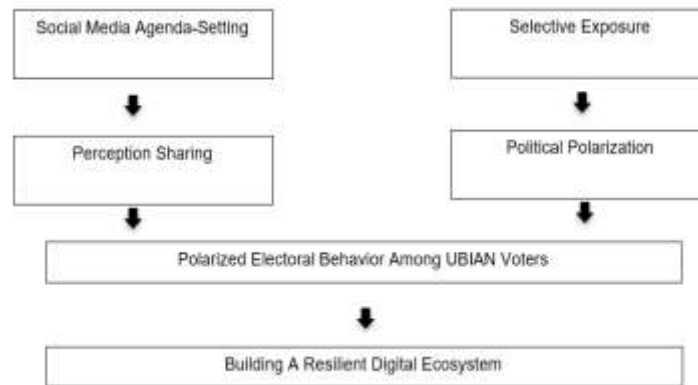 Social Media Agenda-Setting
Selective Exposure
Perception Sharing
Political Polarization
Polarized Electoral Behavior Among UBIAN Voters
Building A Resilient Digital Ecosystem